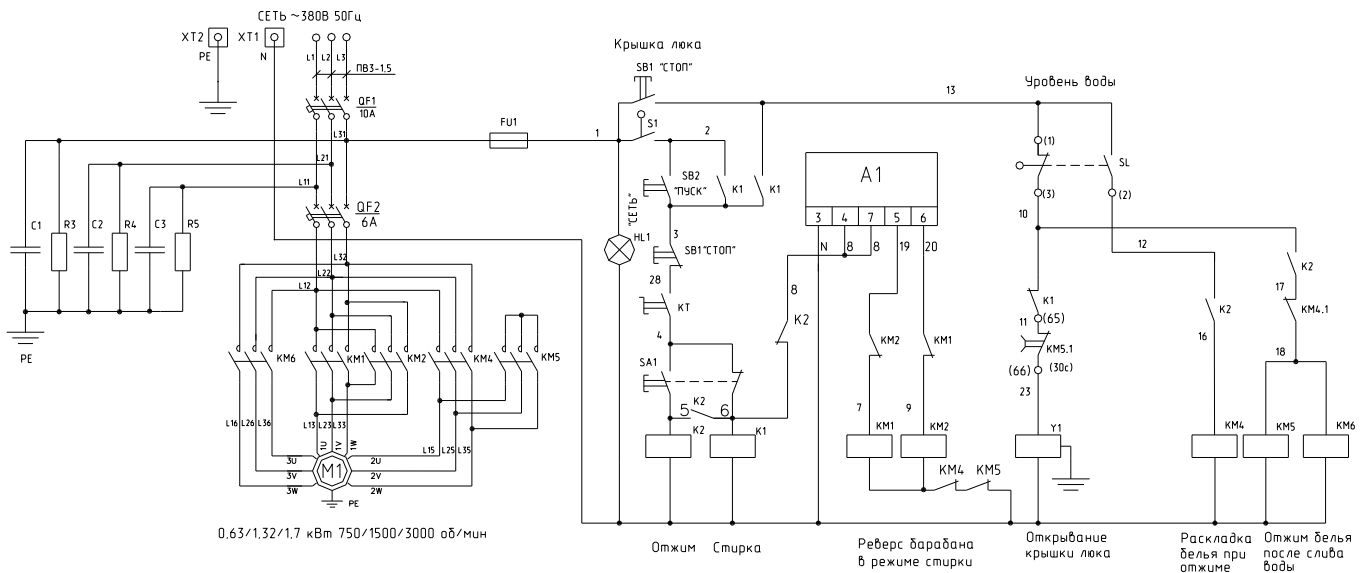 СЕТЬ ~380В 50Гц
XT2
XT1
PE
N
L1
L2
L3
ПВ3-1.5
QF1
10A
L31
L21
L11
QF2
6A
FU1
C1
R3
C2
R4
C3
R5
PE
L32
L22
L12
KM6
KM1
KM2
KM4
KM5
L16
L26
L36
L13
L23
L33
L15
L25
L35
1U
1V
1W
3U
3V
3W
M1
2U
2V
2W
PE
0.63/1.32/1.7 кВт 750/1500/3000 об/мин
Крышка люка
SB1 "СТОП"
1
S1
2
13
SB2
"ПУСК"
K1
K1
"СЕТЬ"
HL1
3
SB1"СТОП"
28
KT
4
SA1
K2
5
6
K2
K1
Отжим
Стирка
A1
3
4
7
5
6
N
8
8
19
20
8
K2
KM2
KM1
7
9
KM1
KM2
KM4
KM5
Реверс барабана
в режиме стирки
Уровень воды
(1)
SL
(3)
(2)
10
12
K1
11
(65)
KM5.1
(66)
(30c)
23
Y1
Открывание
крышки люка
K2
16
K2
17
KM4.1
18
KM4
KM5
KM6
Раскладка
белья при
отжиме
Отжим белья
после слива
воды